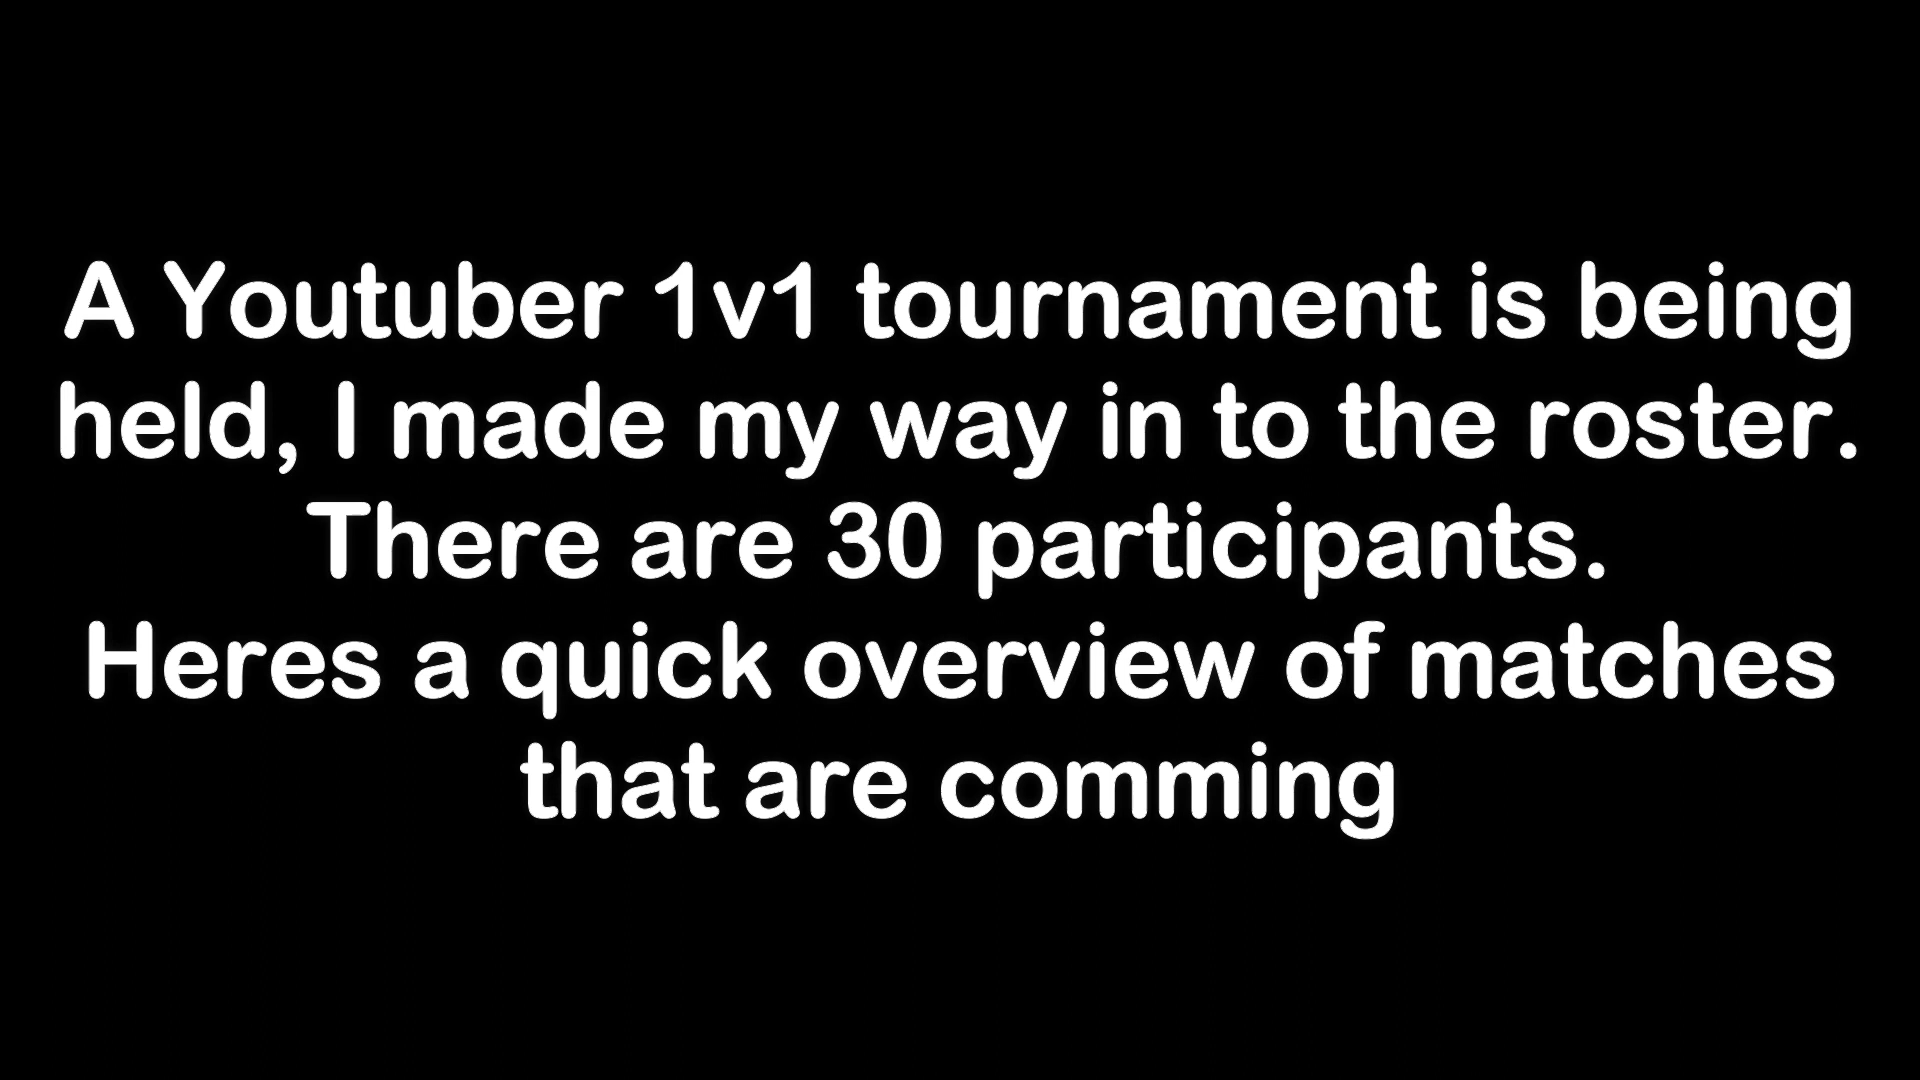 A Youtuber 1v1 tournament is being
held, I made my way in to the roster.
There are 30 participants.
Heres a quick overview of matches
that are comming